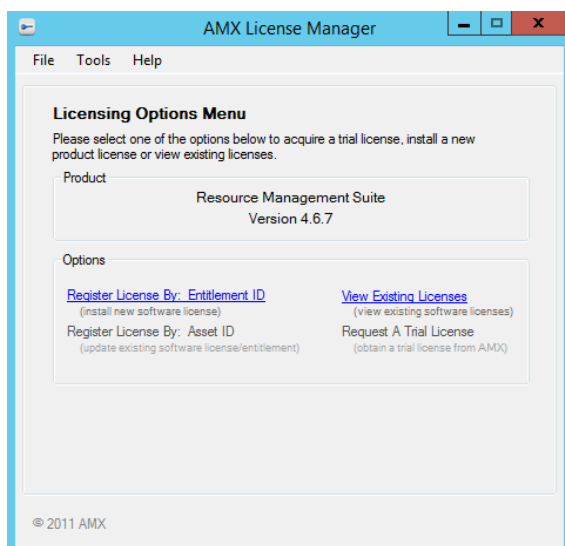 AMX License Manager
File Tools Help
Licensing Options Menu
Please select one of the options below to acquire a trial license, install a new
product license or view existing licenses.
Product
Resource Management Suite
Version 4.6.7
Options
Register License By: Entitlement ID
(install new software license)
View Existing Licenses
(view existing software licenses)
Register License By: Asset ID
(update existing software license/entitlement)
Request A Trial License
(obtain a trial license from AMX)
© 2011 AMX